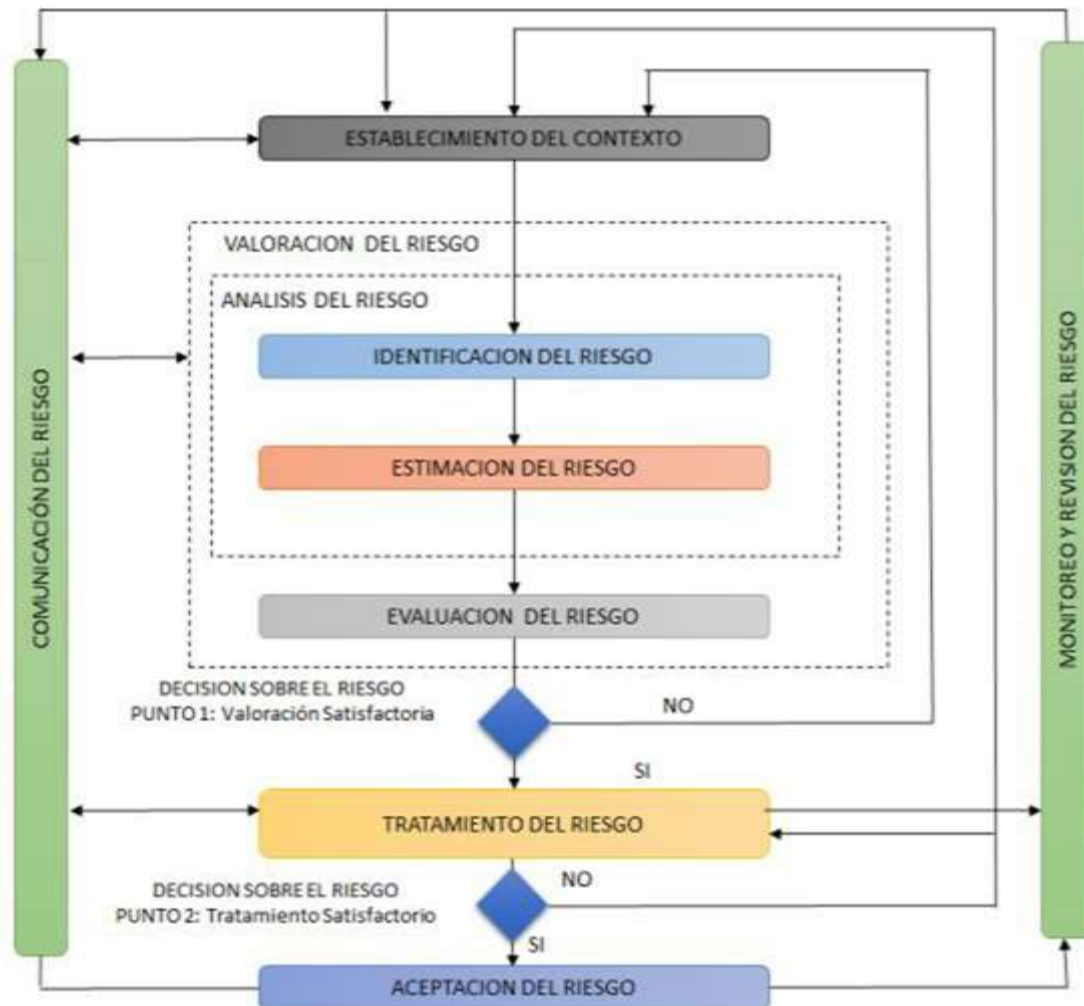 ESTABLECIMIENTO DEL CONTEXTO
VALORACION DEL RIESGO
ANALISIS DEL RIESGO
IDENTIFICACION DEL RIESGO
ESTIMACION DEL RIESGO
EVALUACION DEL RIESGO
DECISION SOBRE EL RIESGO
PUNTO 1: Valoración Satisfactoria
NO
SI
TRATAMIENTO DEL RIESGO
DECISION SOBRE EL RIESGO
PUNTO 2: Tratamiento Satisfactorio
NO
SI
ACEPTACION DEL RIESGO
COMUNICACIÓN DEL RIESGO
MONITOREO Y REVISION DEL RIESGO